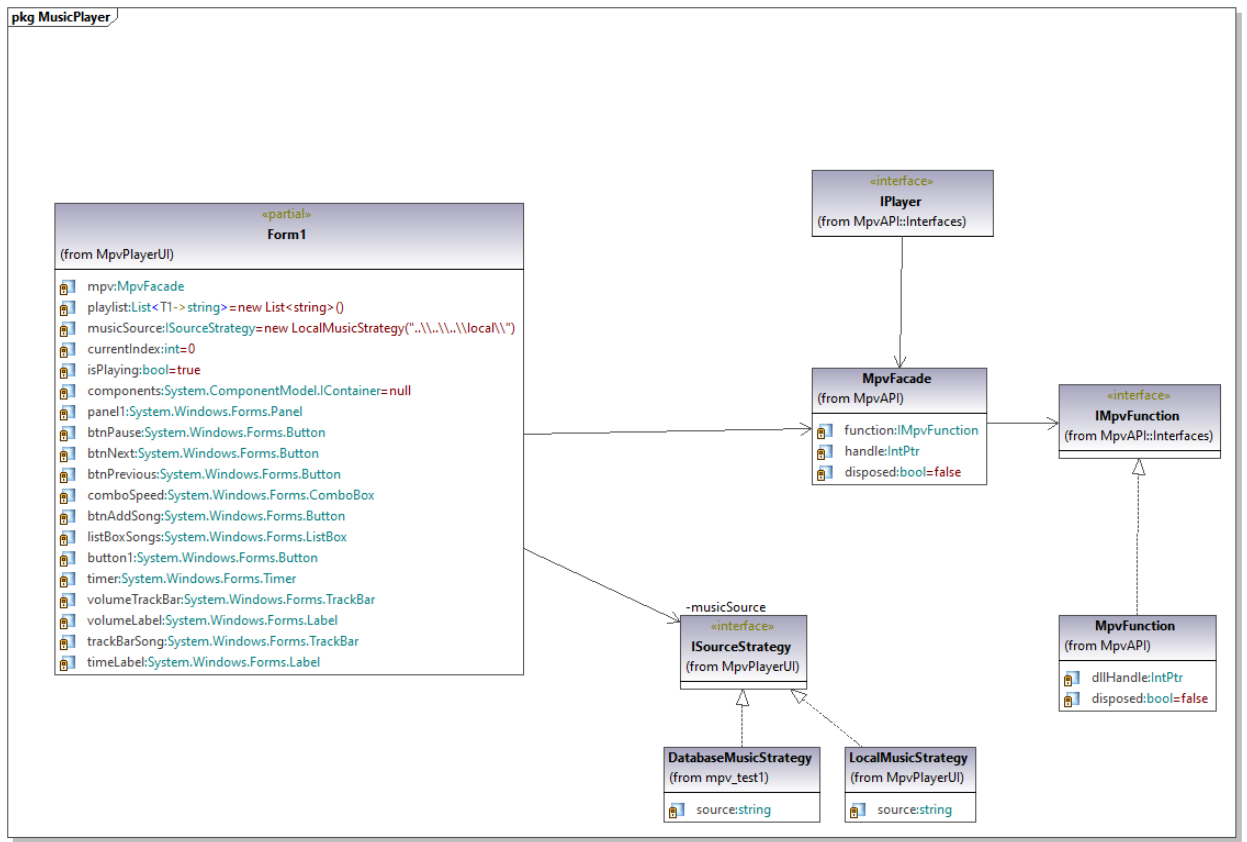 pkg MusicPlayer
«partial»
Form1
(from MpvPlayerUI)
mpv:MpvFacade
playlist:List<T1->string>=new List<string>()
musicSource:ISourceStrategy=new LocalMusicStrategy("..\\..\\..\\local\\")
currentIndex:int=0
isPlaying:bool=true
components:System.ComponentModel.IContainer=null
panel1:System.Windows.Forms.Panel
btnPause:System.Windows.Forms.Button
btnNext:System.Windows.Forms.Button
btnPrevious:System.Windows.Forms.Button
comboSpeed:System.Windows.Forms.ComboBox
btnAddSong:System.Windows.Forms.Button
listBoxSongs:System.Windows.Forms.ListBox
button1:System.Windows.Forms.Button
timer:System.Windows.Forms.Timer
volumeTrackBar:System.Windows.Forms.TrackBar
volumeLabel:System.Windows.Forms.Label
trackBarSong:System.Windows.Forms.TrackBar
timeLabel:System.Windows.Forms.Label
«interface»
IPlayer
(from MpvAPI::Interfaces)
MpvFacade
(from MpvAPI)
function:IMpvFunction
handle:IntPtr
disposed:bool=false
«interface»
IMpvFunction
(from MpvAPI::Interfaces)
-musicSource
«interface»
ISourceStrategy
(from MpvPlayerUI)
MpvFunction
(from MpvAPI)
dllHandle:IntPtr
disposed:bool=false
DatabaseMusicStrategy
(from mpv_test1)
source:string
LocalMusicStrategy
(from MpvPlayerUI)
source:string